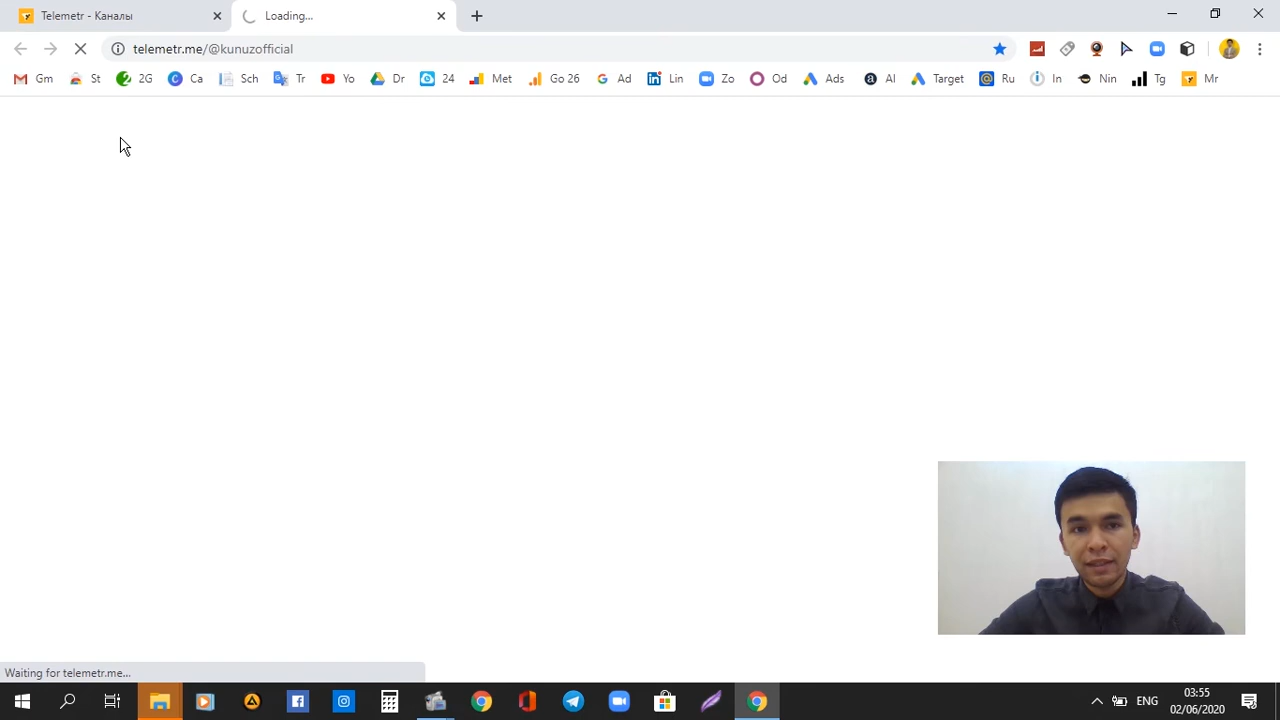 Telemetr - Каналы
Loading...
telemetr.me/@kunuzofficial
Gm St 2G Ca Sch Tr Yo Dr 24 Met Go 26 Ad Lin Zo Od Ads Al Target Ru In Nin Tg Mr
Waiting for telemetr.me...
ENG
03:55
02/06/2020